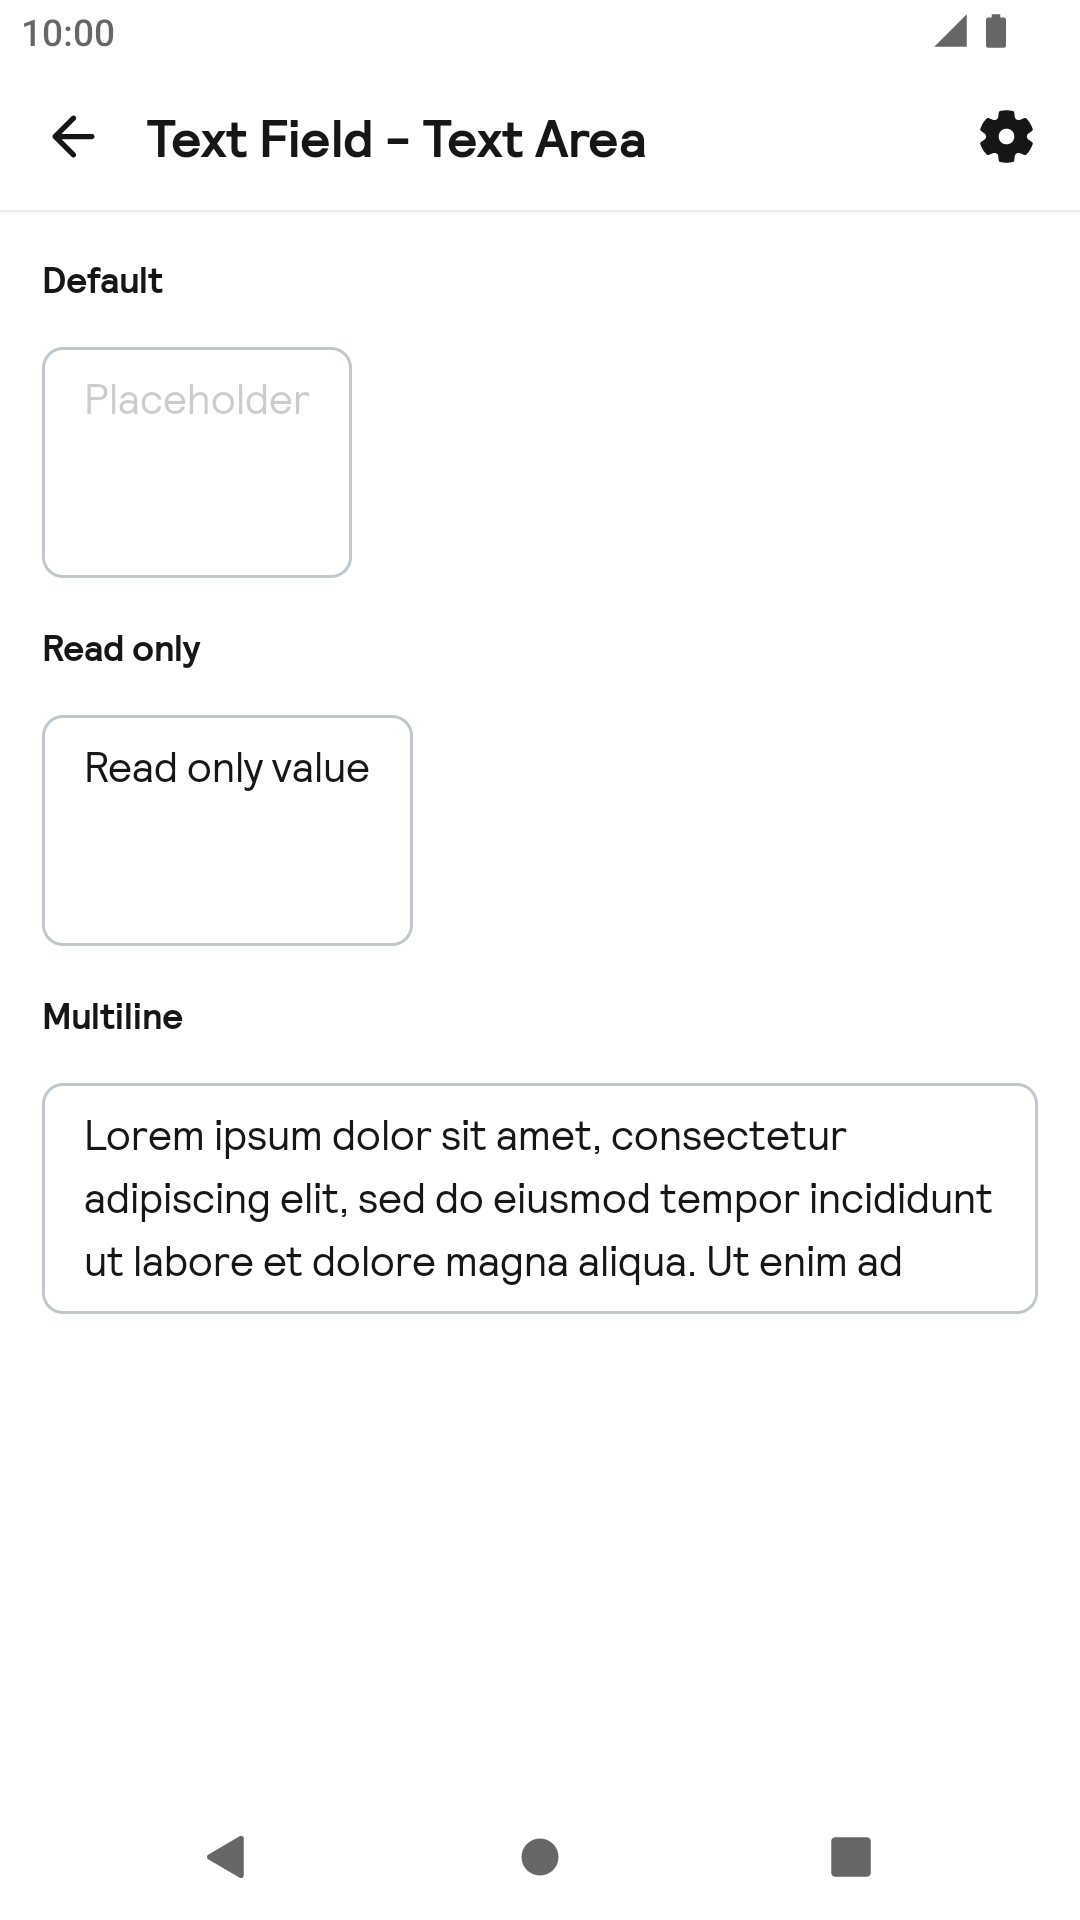 10:00
Text Field - Text Area
Default
Placeholder
Read only
Read only value
Multiline
Lorem ipsum dolor sit amet, consectetur
adipiscing elit, sed do eiusmod tempor incididunt
ut labore et dolore magna aliqua. Ut enim ad